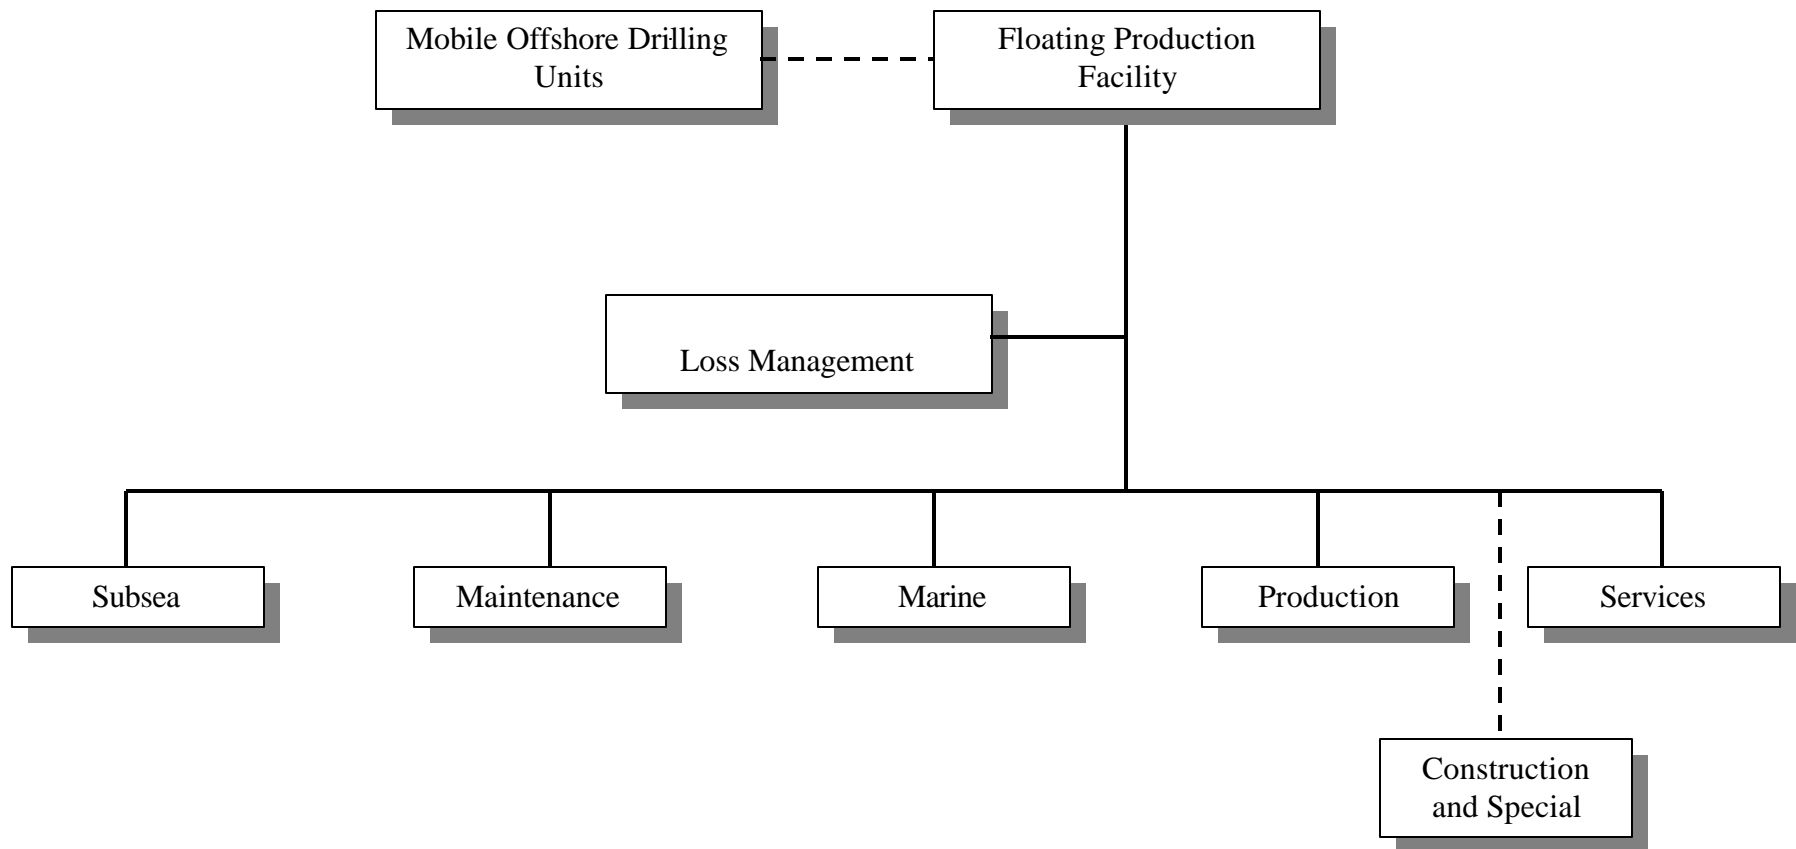 Mobile Offshore Drilling
Units
Floating Production
Facility
Loss Management
Subsea
Maintenance
Marine
Production
Services
Construction
and Special